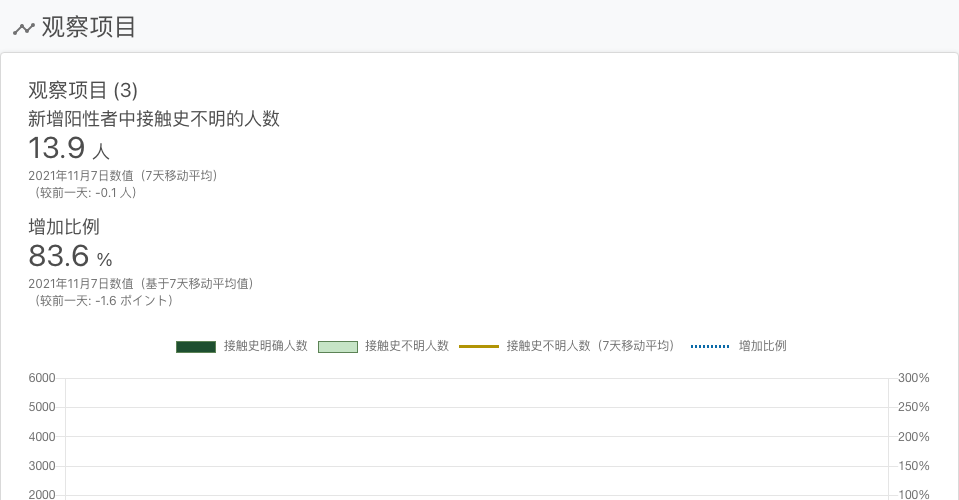 观察项目
观察项目 (3)
新增阳性者中接触史不明的人数
13.9 人
2021年11月7日数值（7天移动平均）
（较前一天: -0.1 人）
增加比例
83.6 %
2021年11月7日数值（基于7天移动平均值）
（较前一天: -1.6 ポイント）
接触史明确人数 接触史不明人数 接触史不明人数（7天移动平均） 增加比例
6000 300%
5000 250%
4000 200%
3000 150%
2000 100%